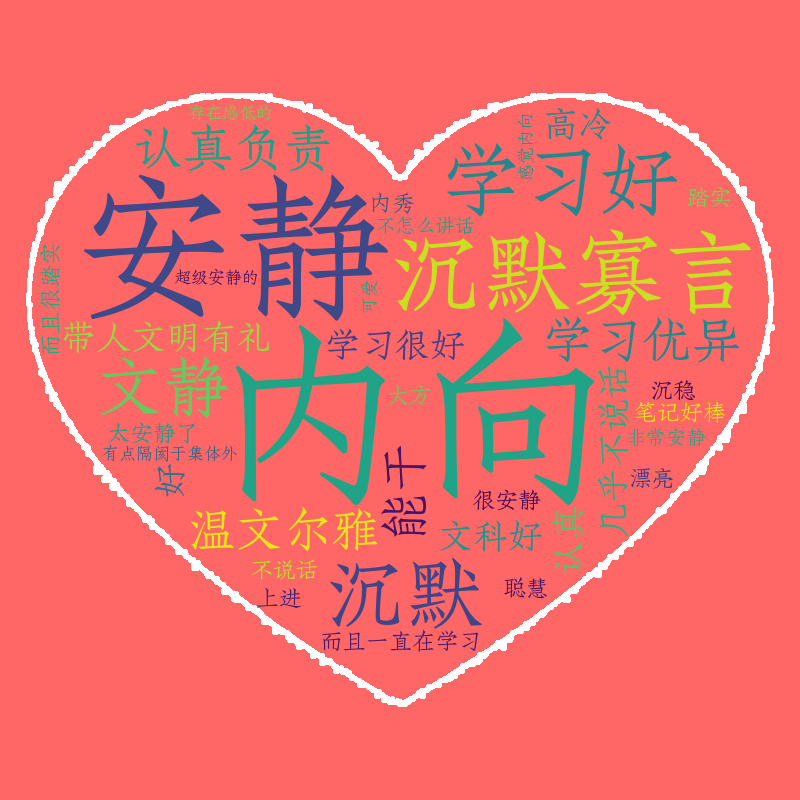 存在感低的
认真负责
高冷
感觉内向
学习好
安静
内秀
踏实
不怎么讲话
沉默寡言
超级安静的
可爱
而且很踏实
带人文明有礼
学习很好
学习优异
内向
文静
大方
沉稳
几乎不说话
笔记好棒
太安静了
非常安静
有点隔阂于集体外
好
能干
漂亮
很安静
温文尔雅
文科好
认真
不说话
沉默
上进
聪慧
而且一直在学习